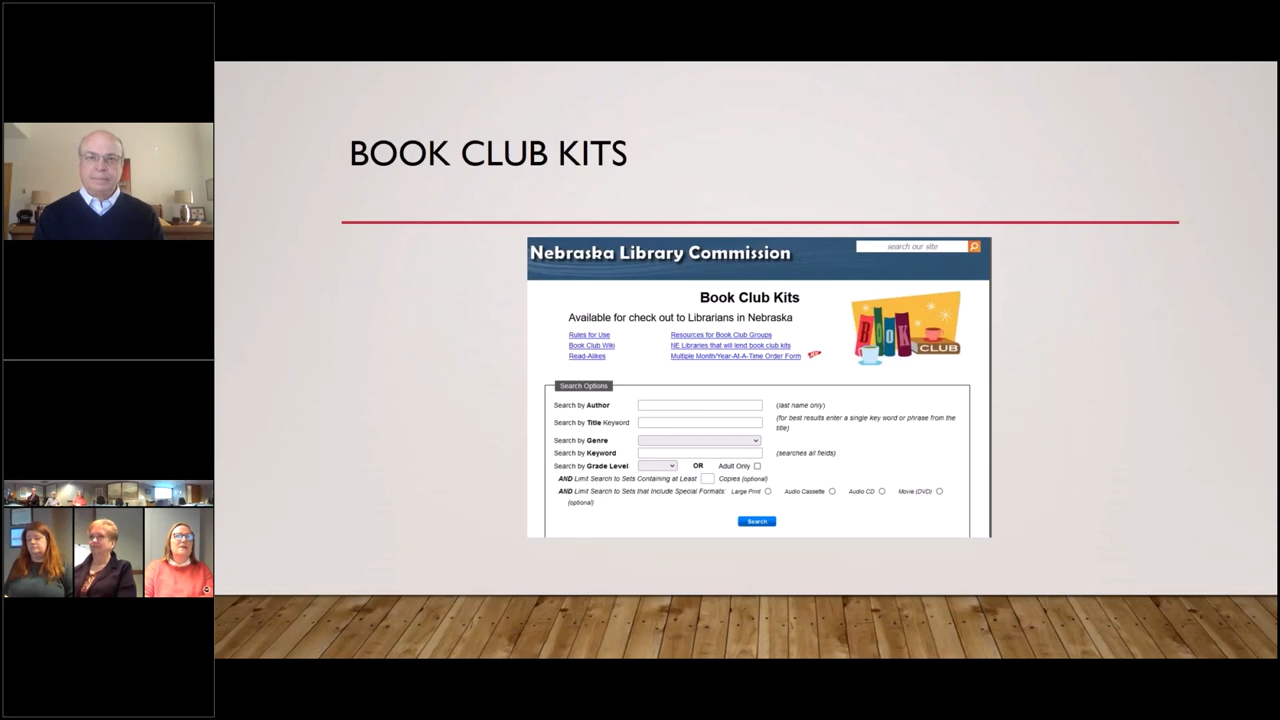 BOOK CLUB KITS
Nebraska Library Commission
search our site
Book Club Kits
Available for check out to Librarians in Nebraska
Rules for Use
Resources for Book Club Groups
Book Club Wiki
NE Libraries that will lend book club kits
Read-Alikes
Multiple Month/Year-At-A-Time Order Form
NEW
BOOK
CLUB
Search Options
Search by Author
(last name only)
Search by Title Keyword
(for best results enter a single key word or phrase from the
title)
Search by Genre
Search by Keyword
(searches all fields)
Search by Grade Level
OR
Adult Only
AND Limit Search to Sets Containing at Least
Copies (optional)
AND Limit Search to Sets that Include Special Formats:
Large Print
Audio Cassette
Audio CD
Movie (DVD)
(optional)
Search